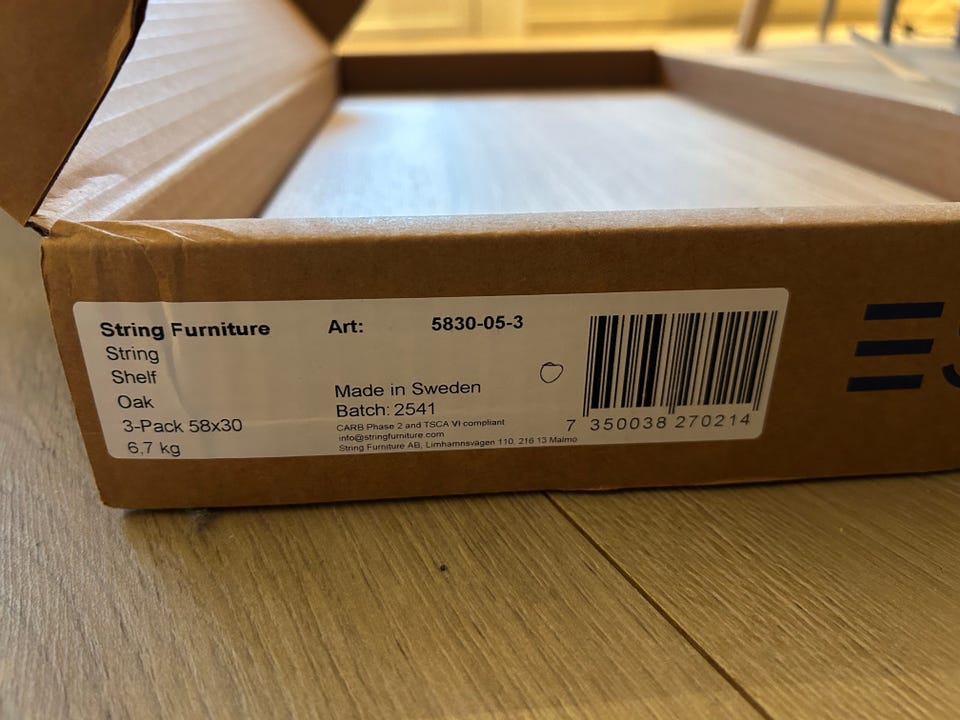 String Furniture
String
Shelf
Oak
3-Pack 58x30
6,7 kg
Art: 5830-05-3
Made in Sweden
Batch: 2541
CARB Phase 2 and TSCA VI compliant
info@stringfurniture.com
String Furniture AB, Limhamnsvägen 110, 216 13 Malmö
7 350038 270214